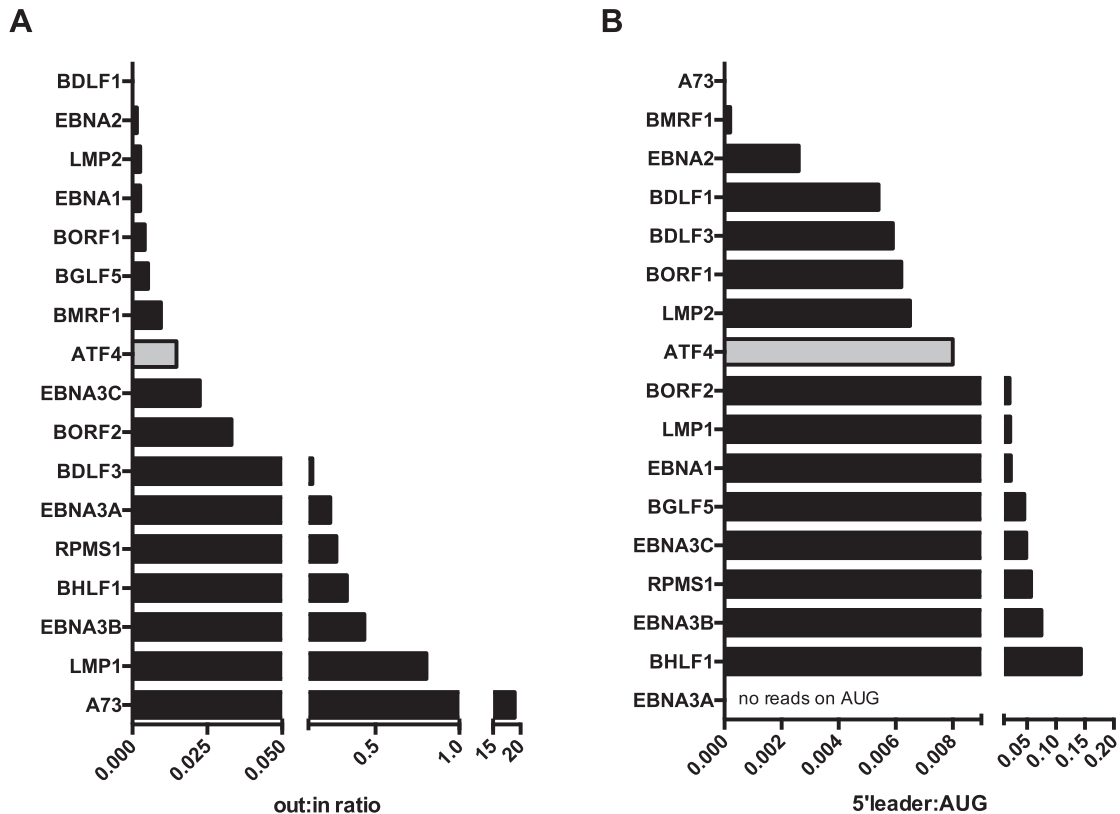 A
BDLF1
EBNA2
LMP2
EBNA1
BORF1
BGLF5
BMRF1
ATF4
EBNA3C
BORF2
BDLF3
EBNA3A
RPMS1
BHLF1
EBNA3B
LMP1
A73
0.000 0.025 0.050 0.5 1.0 15 20
out:in ratio
B
A73
BMRF1
EBNA2
BDLF1
BDLF3
BORF1
LMP2
ATF4
BORF2
LMP1
EBNA1
BGLF5
EBNA3C
RPMS1
EBNA3B
BHLF1
EBNA3A no reads on AUG
0.000 0.002 0.004 0.006 0.008 0.05 0.10 0.15 0.20
5'leader:AUG